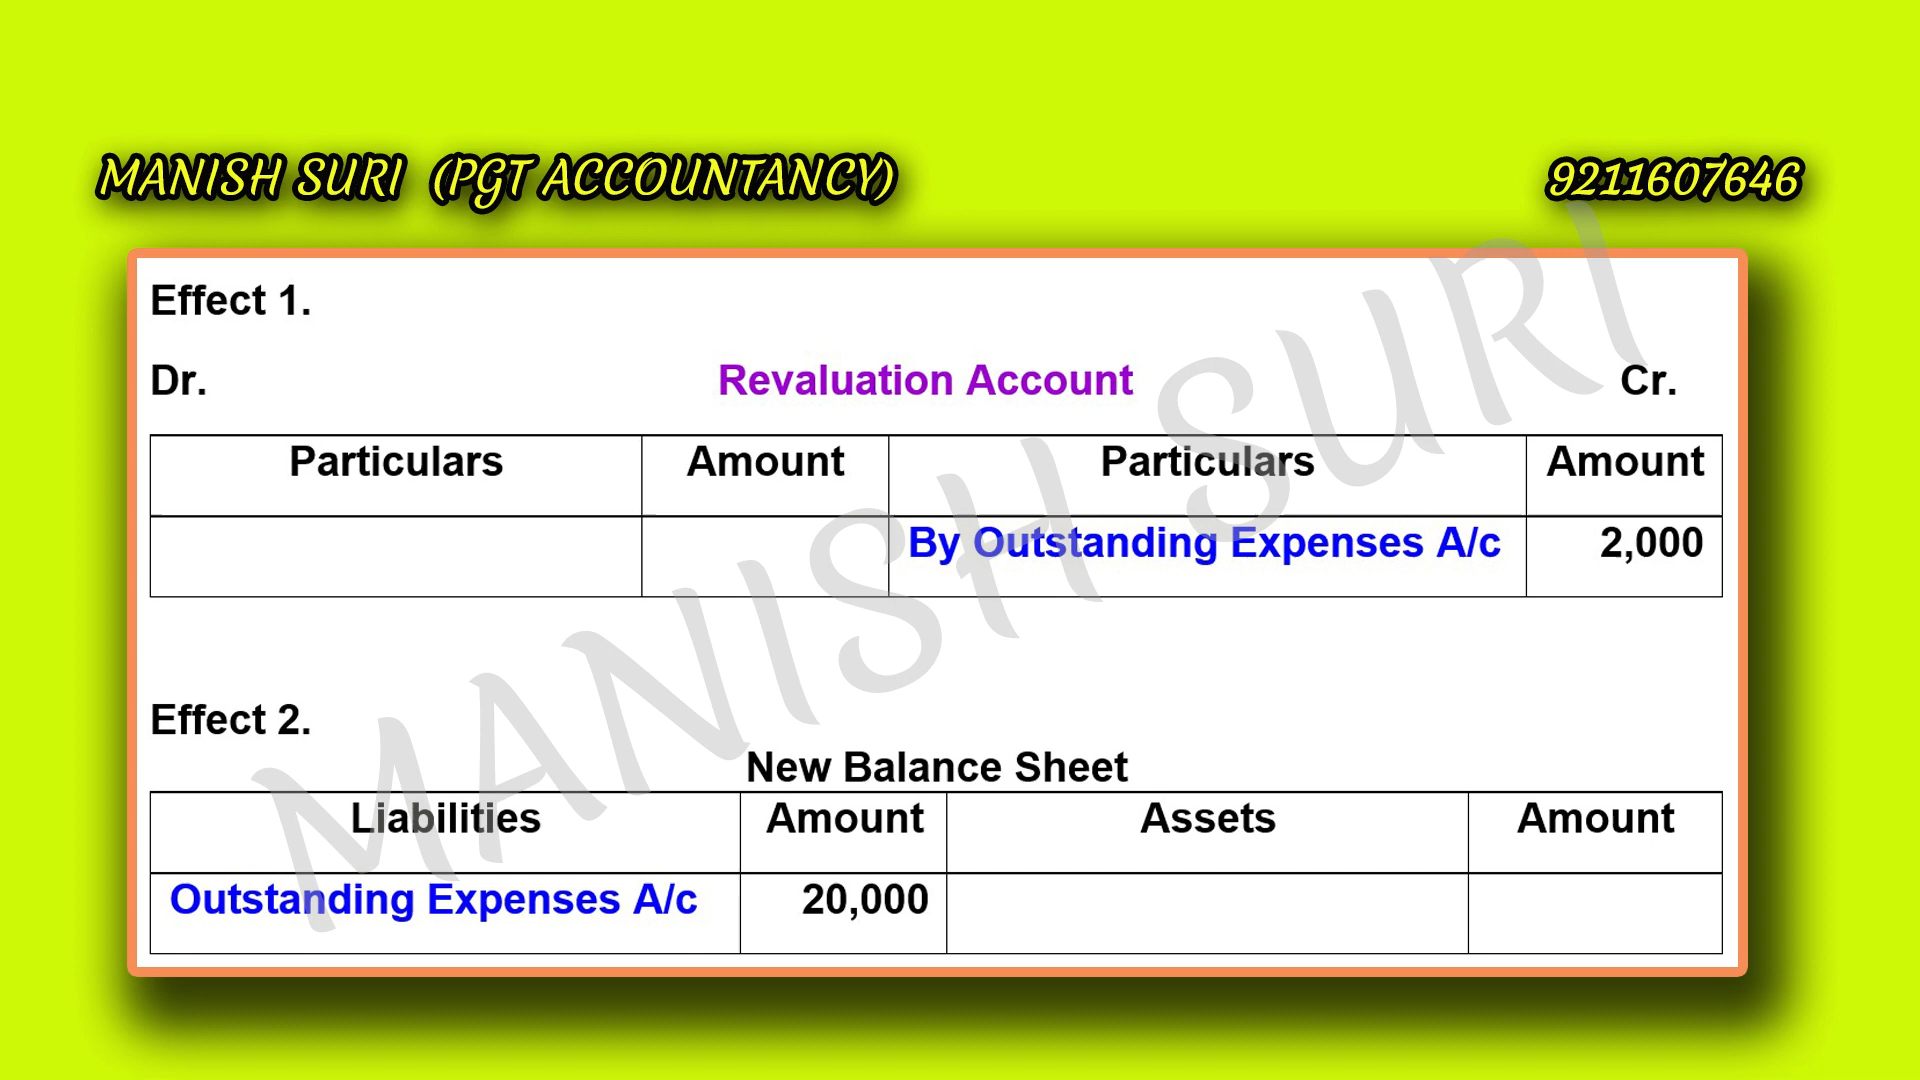 MANISH SURI (PGT ACCOUNTANCY) 9211607646
Effect 1.
Dr. Revaluation Account Cr.
Particulars Amount Particulars Amount
By Outstanding Expenses A/c 2,000
Effect 2.
New Balance Sheet
Liabilities Amount Assets Amount
Outstanding Expenses A/c 20,000
MANISH SURI